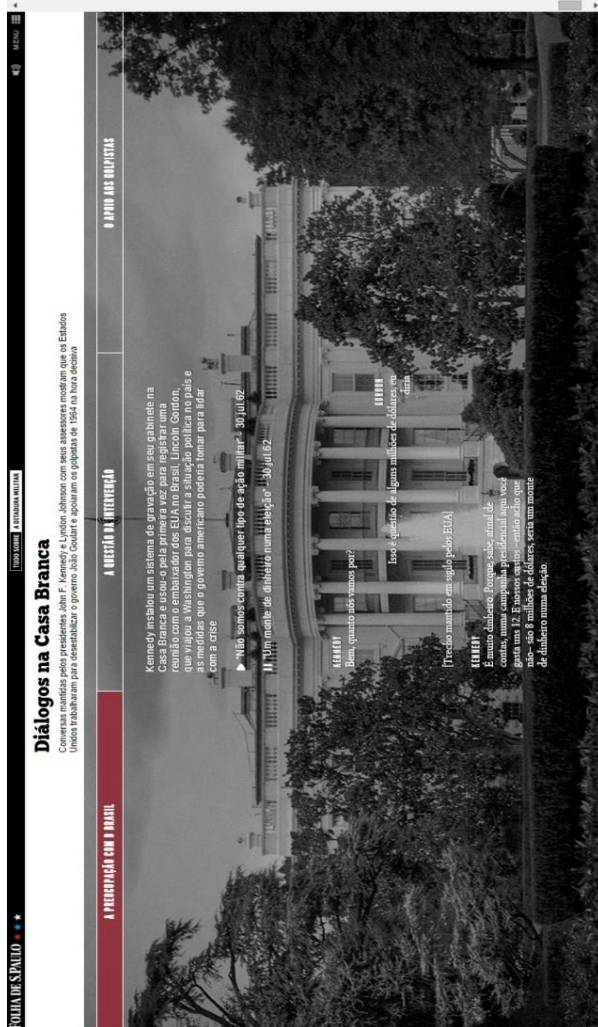 FOLHA DE S.PAULO
TUDO SOBRE A DITADURA MILITAR
MENU
Diálogos na Casa Branca
Conversas mantidas pelos presidentes John F. Kennedy e Lyndon Johnson com seus assessores mostram que os Estados
Unidos trabalharam para desestabilizar o governo João Goulart e apoiaram os golpistas de 1964 na hora decisiva
A PREOCUPAÇÃO COM O BRASIL
A QUESTÃO DA INTERVENÇÃO
O APOIO AOS GOLPISTAS
Kennedy instalou um sistema de gravação em seu gabinete na
Casa Branca e usou-o pela primeira vez para registrar uma
reunião com o embaixador dos EUA no Brasil, Lincoln Gordon,
que viajou a Washington para discutir a situação política no país e
as medidas que o governo americano poderia tomar para lidar
com a crise
"Não somos contra qualquer tipo de ação militar" - 30.jul.62
"Um monte de dinheiro numa eleição" - 30.jul.62
KENNEDY
Bem, quanto nós vamos por?
GORDON
Isso é questão de alguns milhões de dólares, eu
diria
[Trecho mantido em sigilo pelos EUA]
KENNEDY
É muito dinheiro. Porque, sabe, afinal de
contas, numa campanha presidencial aqui você
gasta uns 12. E nossos custos –então acho que
não– são 8 milhões de dólares, seria um monte
de dinheiro numa eleição.